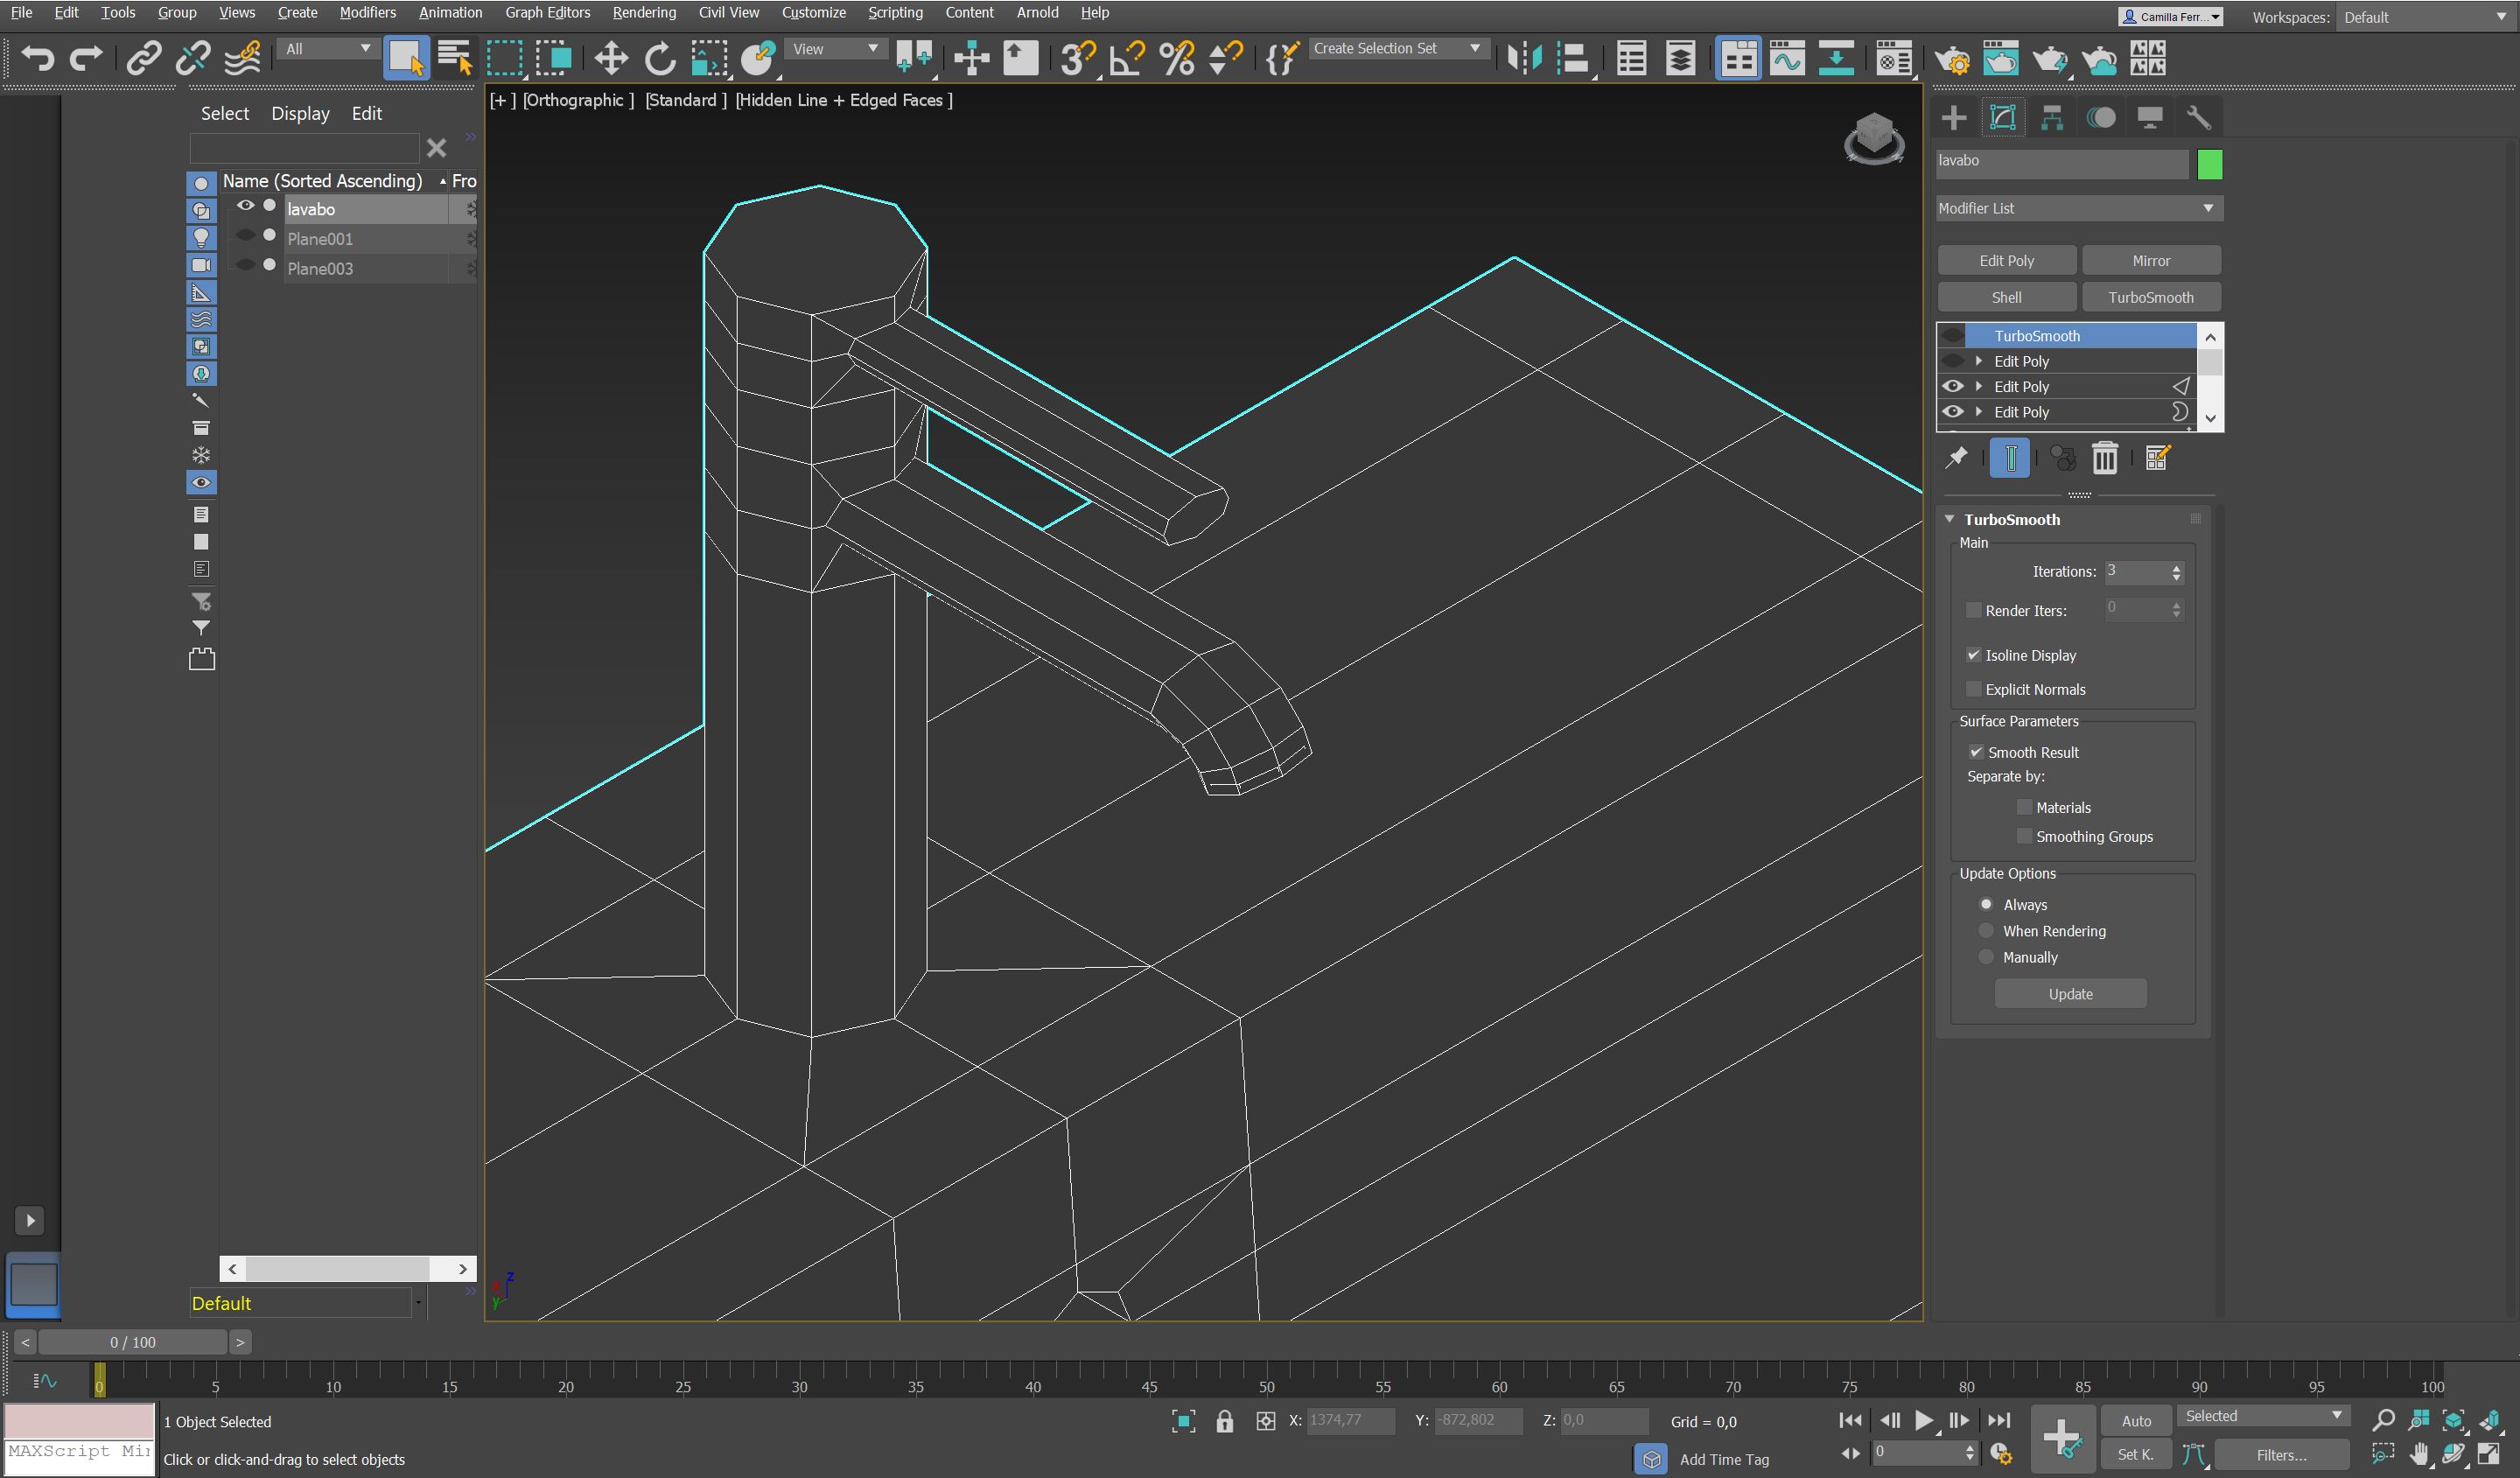 File Edit Tools Group Views Create Modifiers Animation Graph Editors Rendering Civil View Customize Scripting Content Arnold Help
Camilla Ferr...
Workspaces: Default
All
View
Create Selection Set
[+ ] [Orthographic ] [Standard ] [Hidden Line + Edged Faces ]
Select Display Edit
Name (Sorted Ascending) Fro
lavabo
Plane001
Plane003
Default
lavabo
Modifier List
Edit Poly Mirror
Shell TurboSmooth
TurboSmooth
Edit Poly
Edit Poly
Edit Poly
TurboSmooth
Main
Iterations: 3
Render Iters: 0
Isoline Display
Explicit Normals
Surface Parameters
Smooth Result
Separate by:
Materials
Smoothing Groups
Update Options
Always
When Rendering
Manually
Update
z
y
< 0 / 100 >
0 5 10 15 20 25 30 35 40 45 50 55 60 65 70 75 80 85 90 95 100
1 Object Selected
X: 1374,77 Y: -872,802 Z: 0,0 Grid = 0,0
Auto Selected
MAXScript Mi
Click or click-and-drag to select objects
Add Time Tag
0
Set K. Filters...